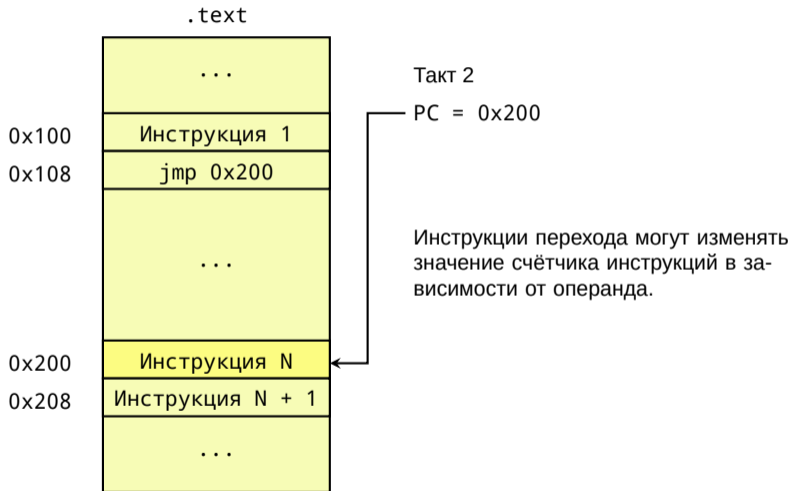 .text
...
0x100
Инструкция 1
0x108
jmp 0x200
...
0x200
Инструкция N
0x208
Инструкция N + 1
...
Такт 2
PC = 0x200
Инструкции перехода могут изменять
значение счётчика инструкций в за-
висимости от операнда.